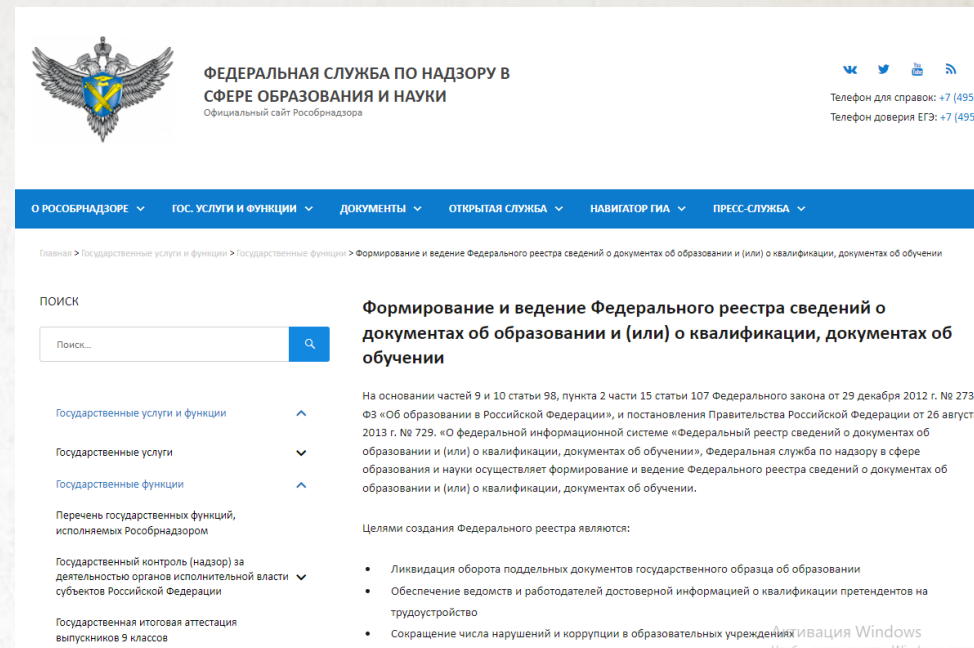 ФЕДЕРАЛЬНАЯ СЛУЖБА ПО НАДЗОРУ В
СФЕРЕ ОБРАЗОВАНИЯ И НАУКИ
Официальный сайт Рособрнадзора
You
Tube
Телефон для справок: +7 (495
Телефон доверия ЕГЭ: +7 (495
О РОСОБРНАДЗОРЕ ГОС. УСЛУГИ И ФУНКЦИИ ДОКУМЕНТЫ ОТКРЫТАЯ СЛУЖБА НАВИГАТОР ГИА ПРЕСС-СЛУЖБА
Главная > Государственные услуги и функции > Государственные функции > Формирование и ведение Федерального реестра сведений о документах об образовании и (или) о квалификации, документах об обучении
ПОИСК
Поиск...
Государственные услуги и функции
Государственные услуги
Государственные функции
Перечень государственных функций,
исполняемых Рособрнадзором
Государственный контроль (надзор) за
деятельностью органов исполнительной власти
субъектов Российской Федерации
Государственная итоговая аттестация
выпускников 9 классов
Формирование и ведение Федерального реестра сведений о
документах об образовании и (или) о квалификации, документах об
обучении
На основании частей 9 и 10 статьи 98, пункта 2 части 15 статьи 107 Федерального закона от 29 декабря 2012 г. № 273
ФЗ «Об образовании в Российской Федерации», и постановления Правительства Российской Федерации от 26 август
2013 г. № 729. «О федеральной информационной системе «Федеральный реестр сведений о документах об
образовании и (или) о квалификации, документах об обучении», Федеральная служба по надзору в сфере
образования и науки осуществляет формирование и ведение Федерального реестра сведений о документах об
образовании и (или) о квалификации, документах об обучении.
Целями создания Федерального реестра являются:
• Ликвидация оборота поддельных документов государственного образца об образовании
• Обеспечение ведомств и работодателей достоверной информацией о квалификации претендентов на
трудоустройство
• Сокращение числа нарушений и коррупции в образовательных учреждениях
Активация Windows